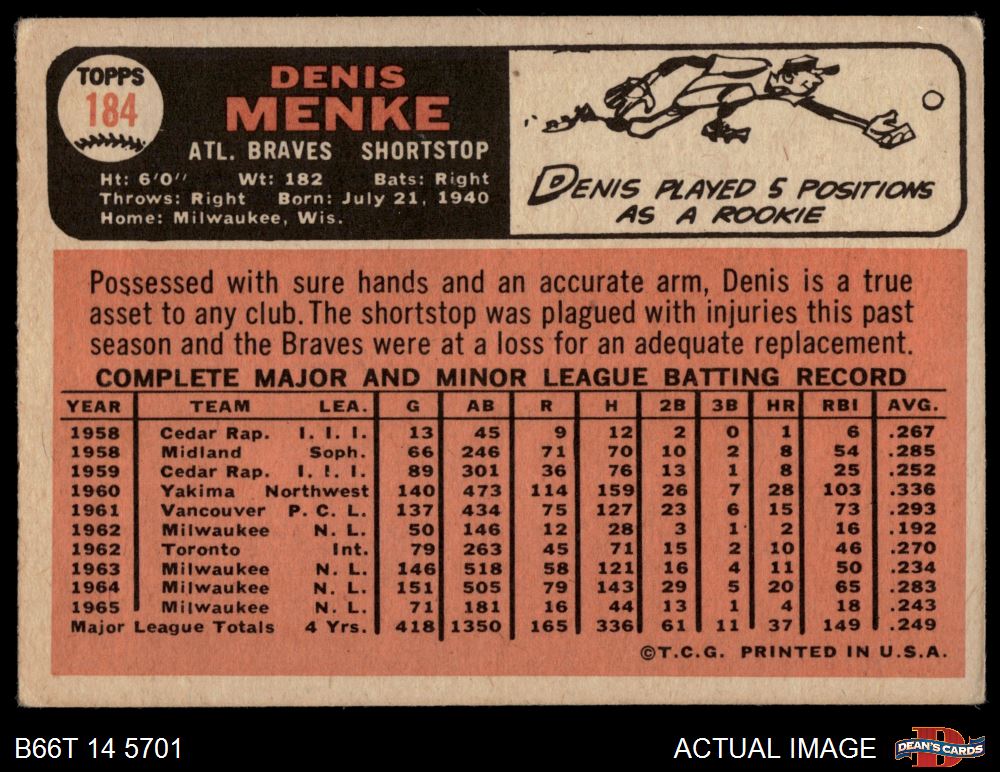 TOPPS
184
DENIS
MENKE
ATL. BRAVES SHORTSTOP
Ht: 6'0" Wt: 182 Bats: Right
Throws: Right Born: July 21, 1940
Home: Milwaukee, Wis.
DENIS PLAYED 5 POSITIONS
AS A ROOKIE
Possessed with sure hands and an accurate arm, Denis is a true
asset to any club. The shortstop was plagued with injuries this past
season and the Braves were at a loss for an adequate replacement.
COMPLETE MAJOR AND MINOR LEAGUE BATTING RECORD
YEAR TEAM LEA. G AB R H 2B 3B HR RBI AVG.
1958 Cedar Rap. I. I. I. 13 45 9 12 2 0 1 6 .267
1958 Midland Soph. 66 246 71 70 10 2 8 54 .285
1959 Cedar Rap. I. I. I. 89 301 36 76 13 1 8 25 .252
1960 Yakima Northwest 140 473 114 159 26 7 28 103 .336
1961 Vancouver P. C. L. 137 434 75 127 23 6 15 73 .293
1962 Milwaukee N. L. 50 146 12 28 3 1 2 16 .192
1962 Toronto Int. 79 263 45 71 15 2 10 46 .270
1963 Milwaukee N. L. 146 518 58 121 16 4 11 50 .234
1964 Milwaukee N. L. 151 505 79 143 29 5 20 65 .283
1965 Milwaukee N. L. 71 181 16 44 13 1 4 18 .243
Major League Totals 4 Yrs. 418 1350 165 336 61 11 37 149 .249
©T.C.G. PRINTED IN U.S.A.
B66T 14 5701
ACTUAL IMAGE
DEAN'S CARDS